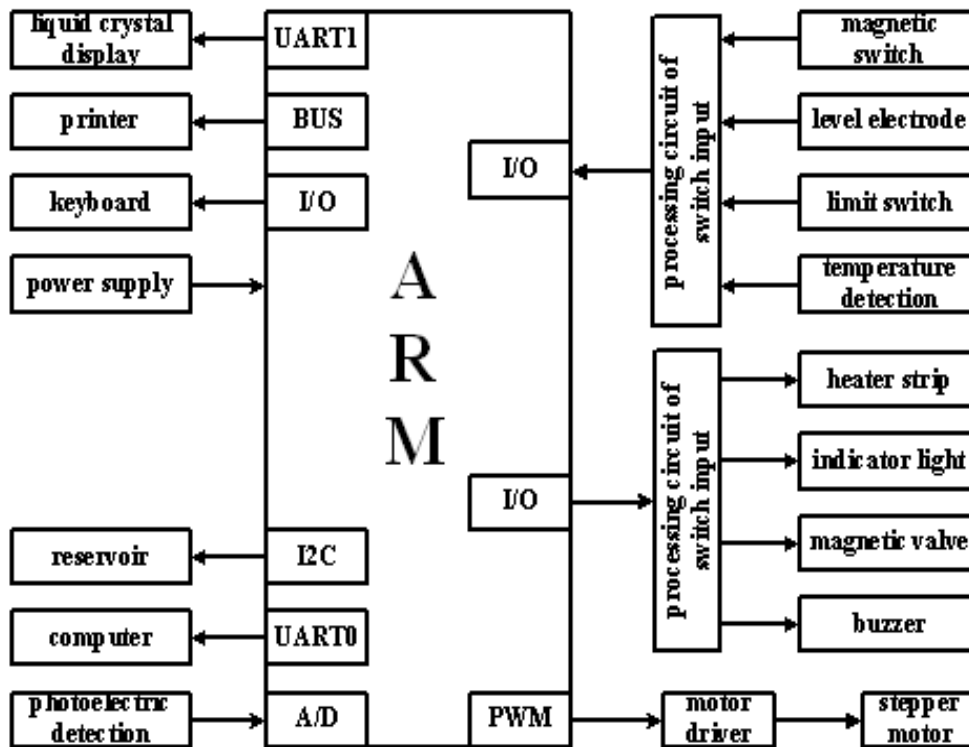 liquid crystal
display
UART1
printer
BUS
keyboard
I/O
power supply
reservoir
I2C
computer
UART0
photoelectric
detection
A/D
A
R
M
I/O
I/O
PWM
processing circuit of
switch input
magnetic
switch
level electrode
limit switch
temperature
detection
processing circuit of
switch input
heater strip
indicator light
magnetic valve
buzzer
motor
driver
stepper
motor